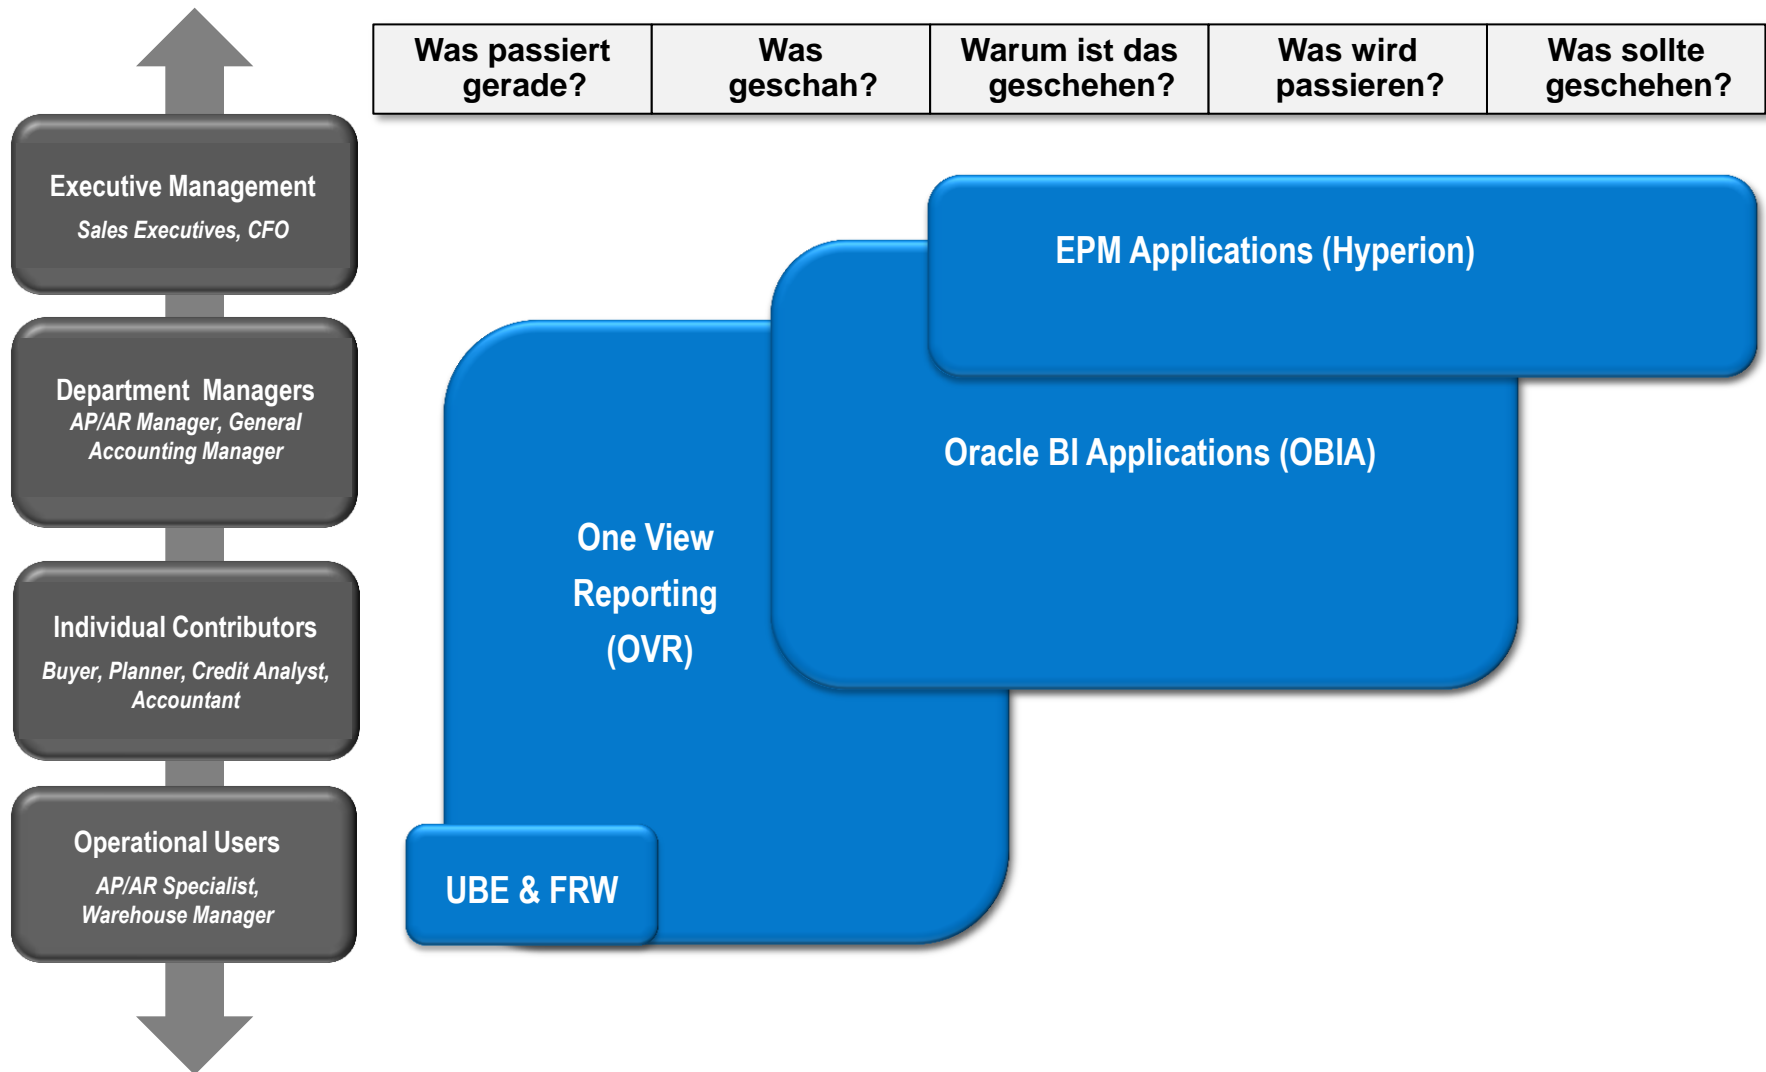 Was passiert
gerade?
Was
geschah?
Warum ist das
geschehen?
Was wird
passieren?
Was sollte
geschehen?
Executive Management
Sales Executives, CFO
Department Managers
AP/AR Manager, General
Accounting Manager
Individual Contributors
Buyer, Planner, Credit Analyst,
Accountant
Operational Users
AP/AR Specialist,
Warehouse Manager
EPM Applications (Hyperion)
Oracle BI Applications (OBIA)
One View
Reporting
(OVR)
UBE & FRW